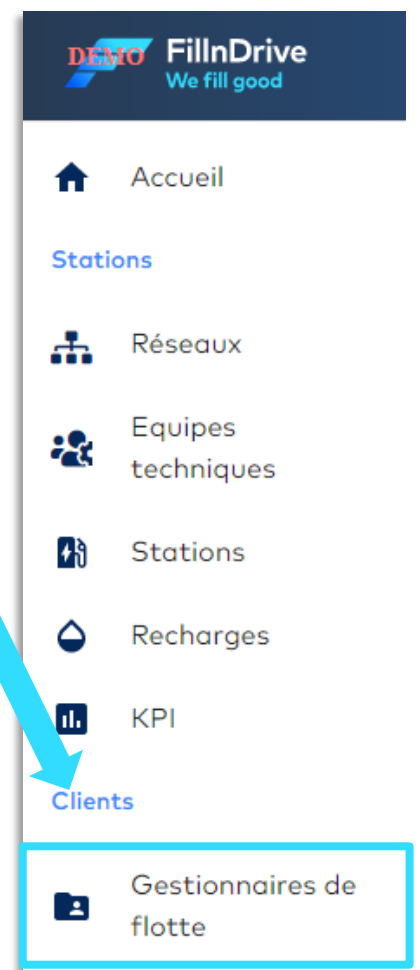 DEMO FillnDrive
We fill good
Accueil
Stations
Réseaux
Equipes
techniques
Stations
Recharges
KPI
Clients
Gestionnaires de
flotte